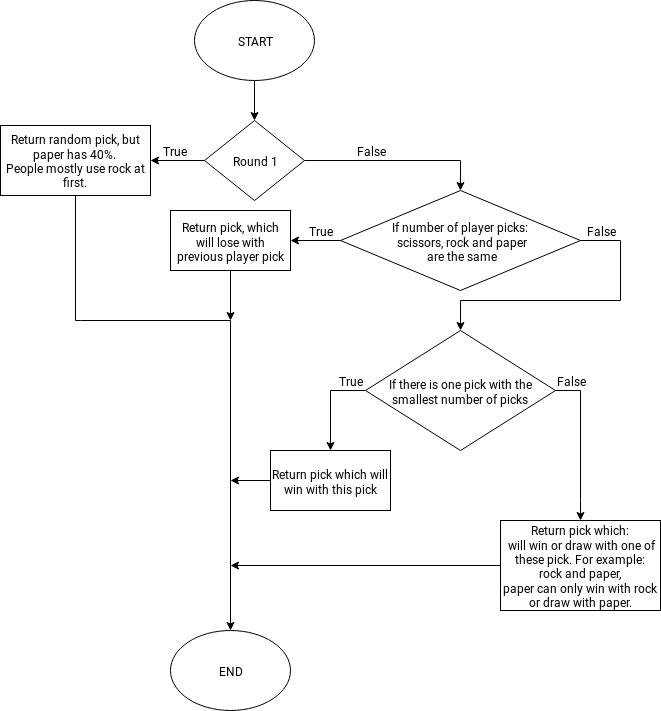 START
Round 1
True
False
Return random pick, but
paper has 40%.
People mostly use rock at
first.
If number of player picks:
scissors, rock and paper
are the same
True
False
Return pick, which
will lose with
previous player pick
If there is one pick with the
smallest number of picks
True
False
Return pick which will
win with this pick
Return pick which:
will win or draw with one of
these pick. For example:
rock and paper,
paper can only win with rock
or draw with paper.
END